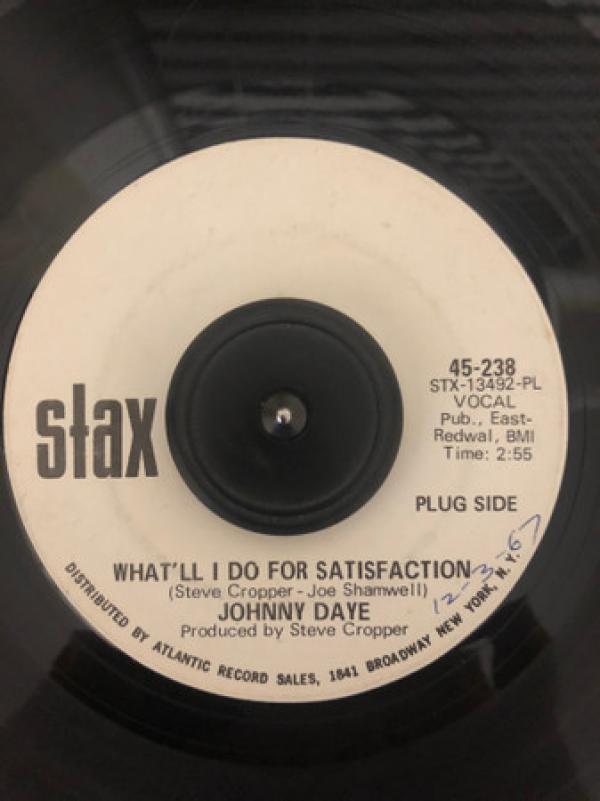 stax
45-238
STX-13492-PL
VOCAL
Pub., East-
Redwal, BMI
Time: 2:55
PLUG SIDE
WHAT'LL I DO FOR SATISFACTION
(Steve Cropper - Joe Shamwell)
JOHNNY DAYE
Produced by Steve Cropper
12-3-67
DISTRIBUTED BY ATLANTIC RECORD SALES, 1841 BROADWAY NEW YORK, N. Y.